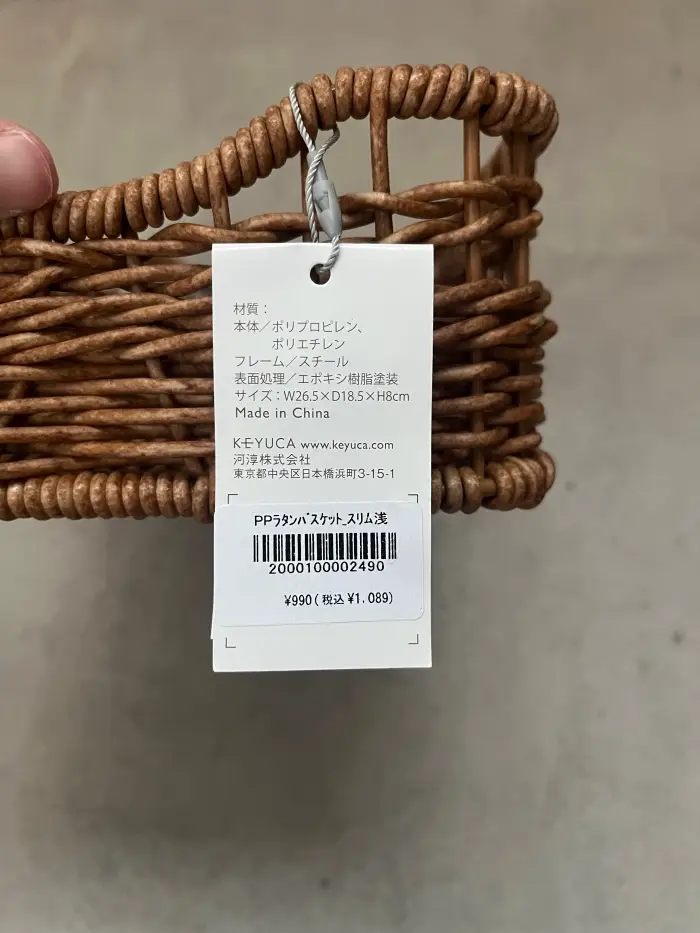 材質：
本体／ポリプロピレン、
ポリエチレン
フレーム／スチール
表面処理／エポキシ樹脂塗装
サイズ：W26.5×D18.5×H8cm
Made in China
KEYUCA www.keyuca.com
河淳株式会社
東京都中央区日本橋浜町3-15-1
PPラタンバスケット_スリム浅
2000100002490
¥990(税込¥1,089)